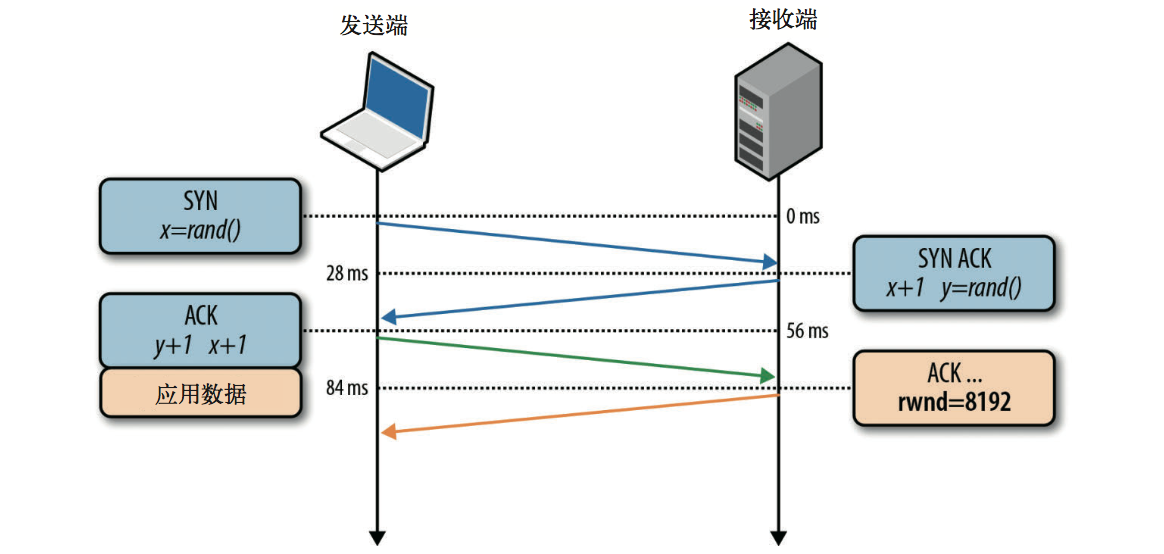 发送端
接收端
SYN
x=rand()
0 ms
28 ms
SYN ACK
x+1 y=rand()
ACK
y+1 x+1
56 ms
应用数据
84 ms
ACK ...
rwnd=8192